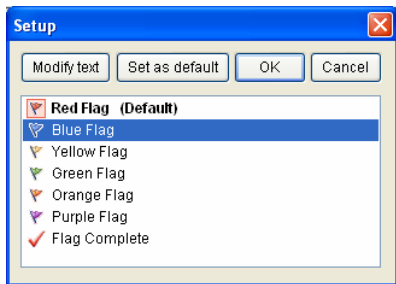 Setup
Modify text Set as default OK Cancel
Red Flag (Default)
Blue Flag
Yellow Flag
Green Flag
Orange Flag
Purple Flag
Flag Complete